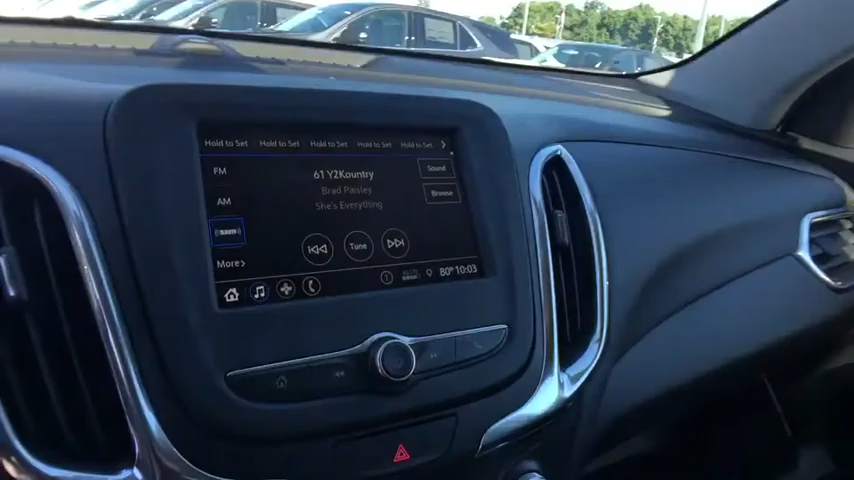 Hold to Set Hold to Set Hold to Set Hold to Set Hold to Set
FM
AM
More
61 Y2Kountry
Brad Paisley
She's Everything
Sound
Browse
Tune
1 80° 10:03